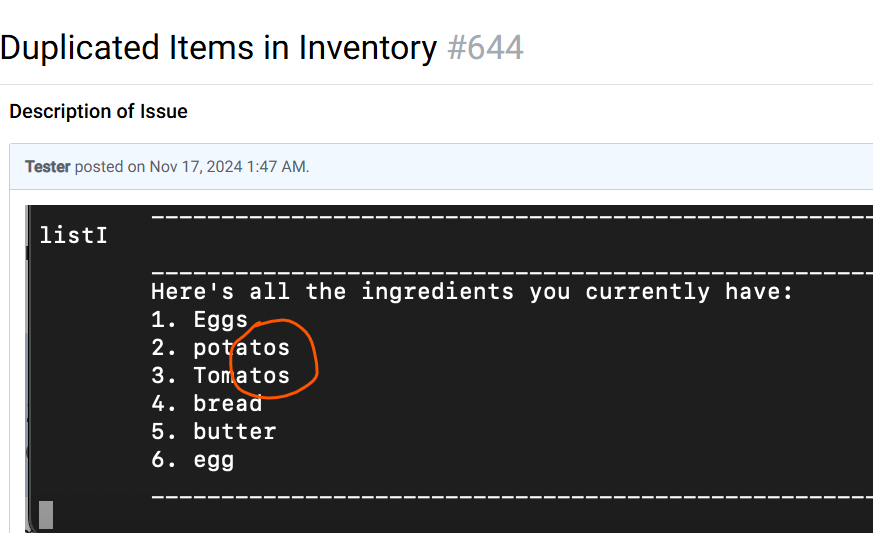 Duplicated Items in Inventory #644
Description of Issue
Tester posted on Nov 17, 2024 1:47 AM.
listI
Here's all the ingredients you currently have:
1. Eggs
2. potatos
3. Tomatos
4. bread
5. butter
6. egg